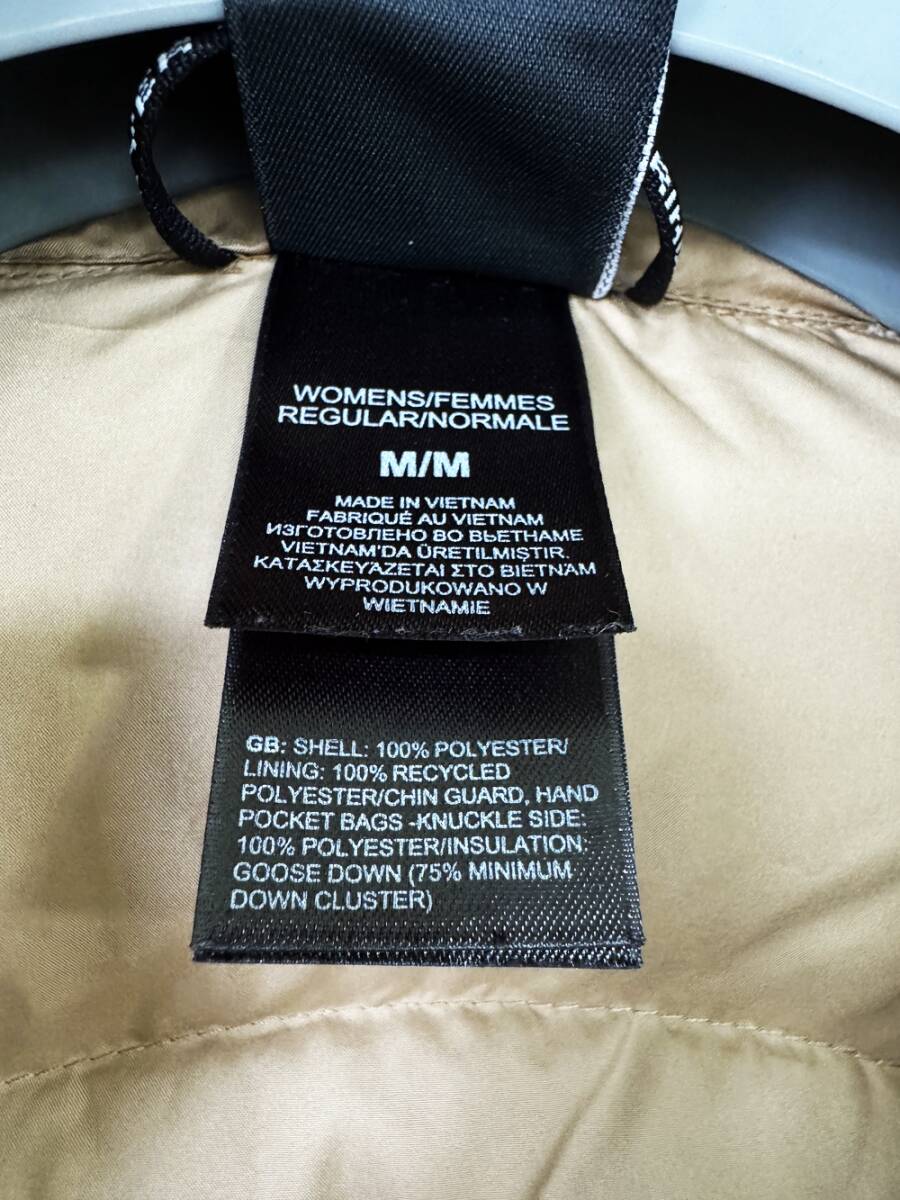 WOMENS/FEMMES
REGULAR/NORMALE
M/M
MADE IN VIETNAM
FABRIQUÉ AU VIETNAM
ИЗГОТОВЛЕНО ВО ВЬЕТНАМЕ
VIETNAM'DA ÜRETILMIŞTIR.
ΚΑΤΑΣΚΕΥΆΖΕΤΑΙ ΣΤΟ ΒΙΕΤΝΆΜ
WYPRODUKOWANO W
WIETNAMIE
GB: SHELL: 100% POLYESTER/
LINING: 100% RECYCLED
POLYESTER/CHIN GUARD, HAND
POCKET BAGS -KNUCKLE SIDE:
100% POLYESTER/INSULATION:
GOOSE DOWN (75% MINIMUM
DOWN CLUSTER)